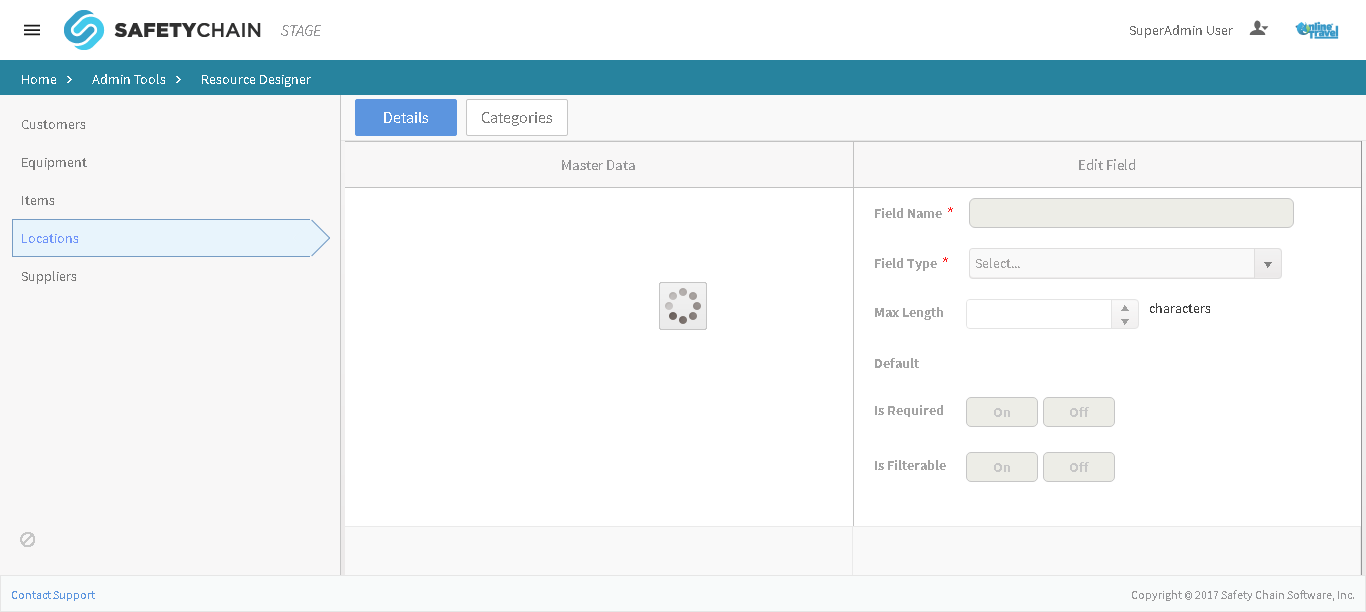 SAFETYCHAIN STAGE
SuperAdmin User
Online Travel
Home > Admin Tools > Resource Designer
Customers
Equipment
Items
Locations
Suppliers
Details
Categories
Master Data
Edit Field
Field Name *
Field Type *
Select...
Max Length
characters
Default
Is Required
On
Off
Is Filterable
On
Off
Contact Support
Copyright © 2017 Safety Chain Software, Inc.